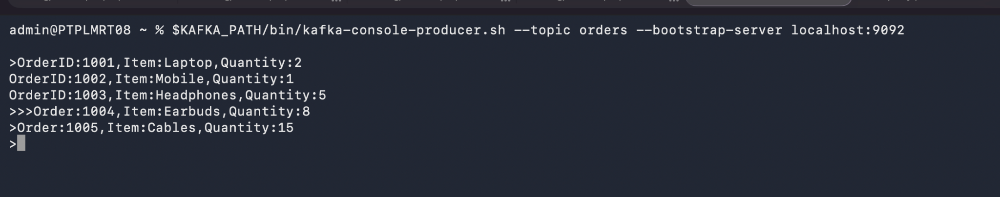 admin@PTPLMRT08 ~ % $KAFKA_PATH/bin/kafka-console-producer.sh --topic orders --bootstrap-server localhost:9092
>OrderID:1001,Item:Laptop,Quantity:2
OrderID:1002,Item:Mobile,Quantity:1
OrderID:1003,Item:Headphones,Quantity:5
>>>Order:1004,Item:Earbuds,Quantity:8
>Order:1005,Item:Cables,Quantity:15
>